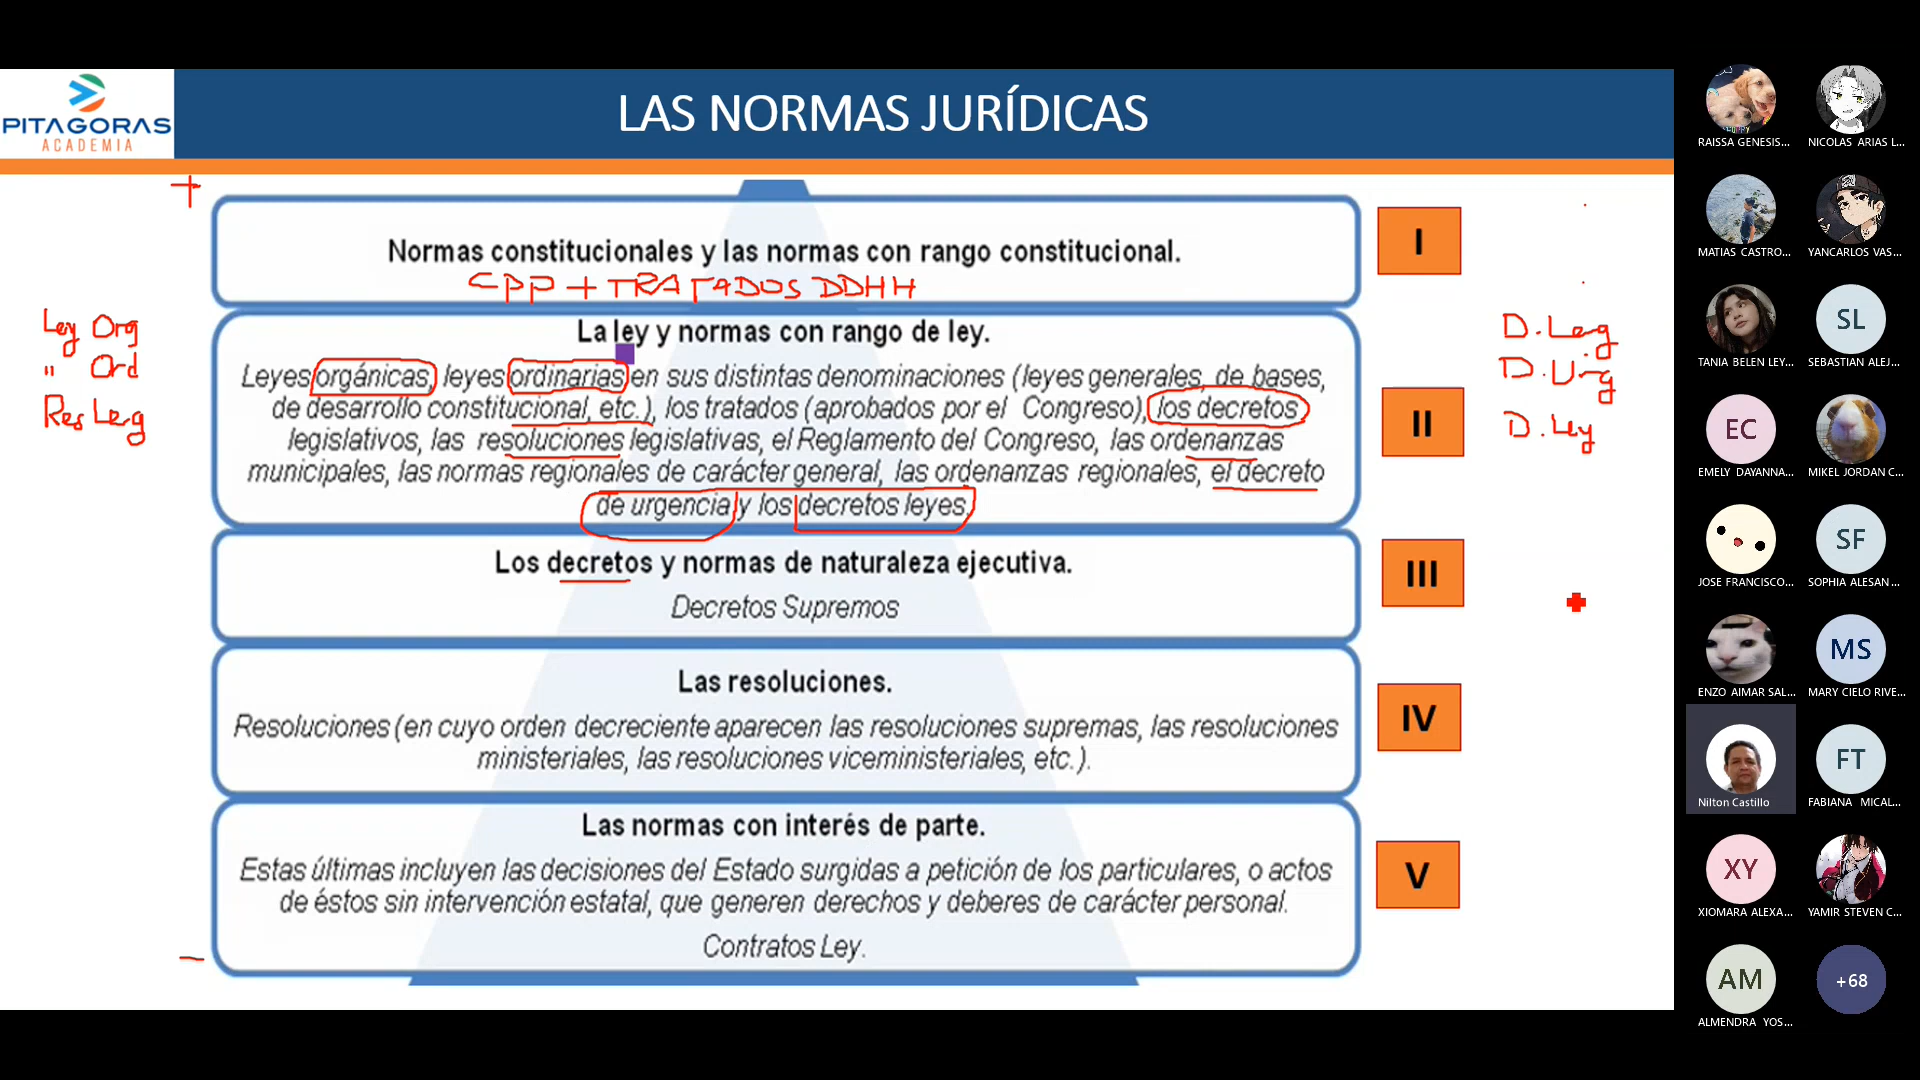 PITAGORAS
ACADEMIA
LAS NORMAS JURÍDICAS
+
Normas constitucionales y las normas con rango constitucional.
CPP + TRATADOS DDHH
I
Ley Org
" Ord
Res Leg
La ley y normas con rango de ley.
Leyes orgánicas, leyes ordinarias en sus distintas denominaciones (leyes generales, de bases,
de desarrollo constitucional, etc.), los tratados (aprobados por el Congreso), los decretos
legislativos, las resoluciones legislativas, el Reglamento del Congreso, las ordenanzas
municipales, las normas regionales de carácter general, las ordenanzas regionales, el decreto
de urgencia y los decretos leyes.
II
D. Leg
D. Urg
D. Ley
Los decretos y normas de naturaleza ejecutiva.
Decretos Supremos
III
Las resoluciones.
Resoluciones (en cuyo orden decreciente aparecen las resoluciones supremas, las resoluciones
ministeriales, las resoluciones viceministeriales, etc.).
IV
Las normas con interés de parte.
Estas últimas incluyen las decisiones del Estado surgidas a petición de los particulares, o actos
de éstos sin intervención estatal, que generen derechos y deberes de carácter personal.
Contratos Ley.
V
–
RAISSA GENESIS...
NICOLAS ARIAS L...
MATIAS CASTRO...
YANCARLOS VAS...
TANIA BELEN LEY...
SL
SEBASTIAN ALEJ...
EC
EMELY DAYANNA...
MIKEL JORDAN C...
JOSE FRANCISCO...
SF
SOPHIA ALESAN...
ENZO AIMAR SAL...
MS
MARY CIELO RIVE...
Nilton Castillo
FT
FABIANA MICAL...
XY
XIOMARA ALEXA...
YAMIR STEVEN C...
AM
ALMENDRA YOS...
+68